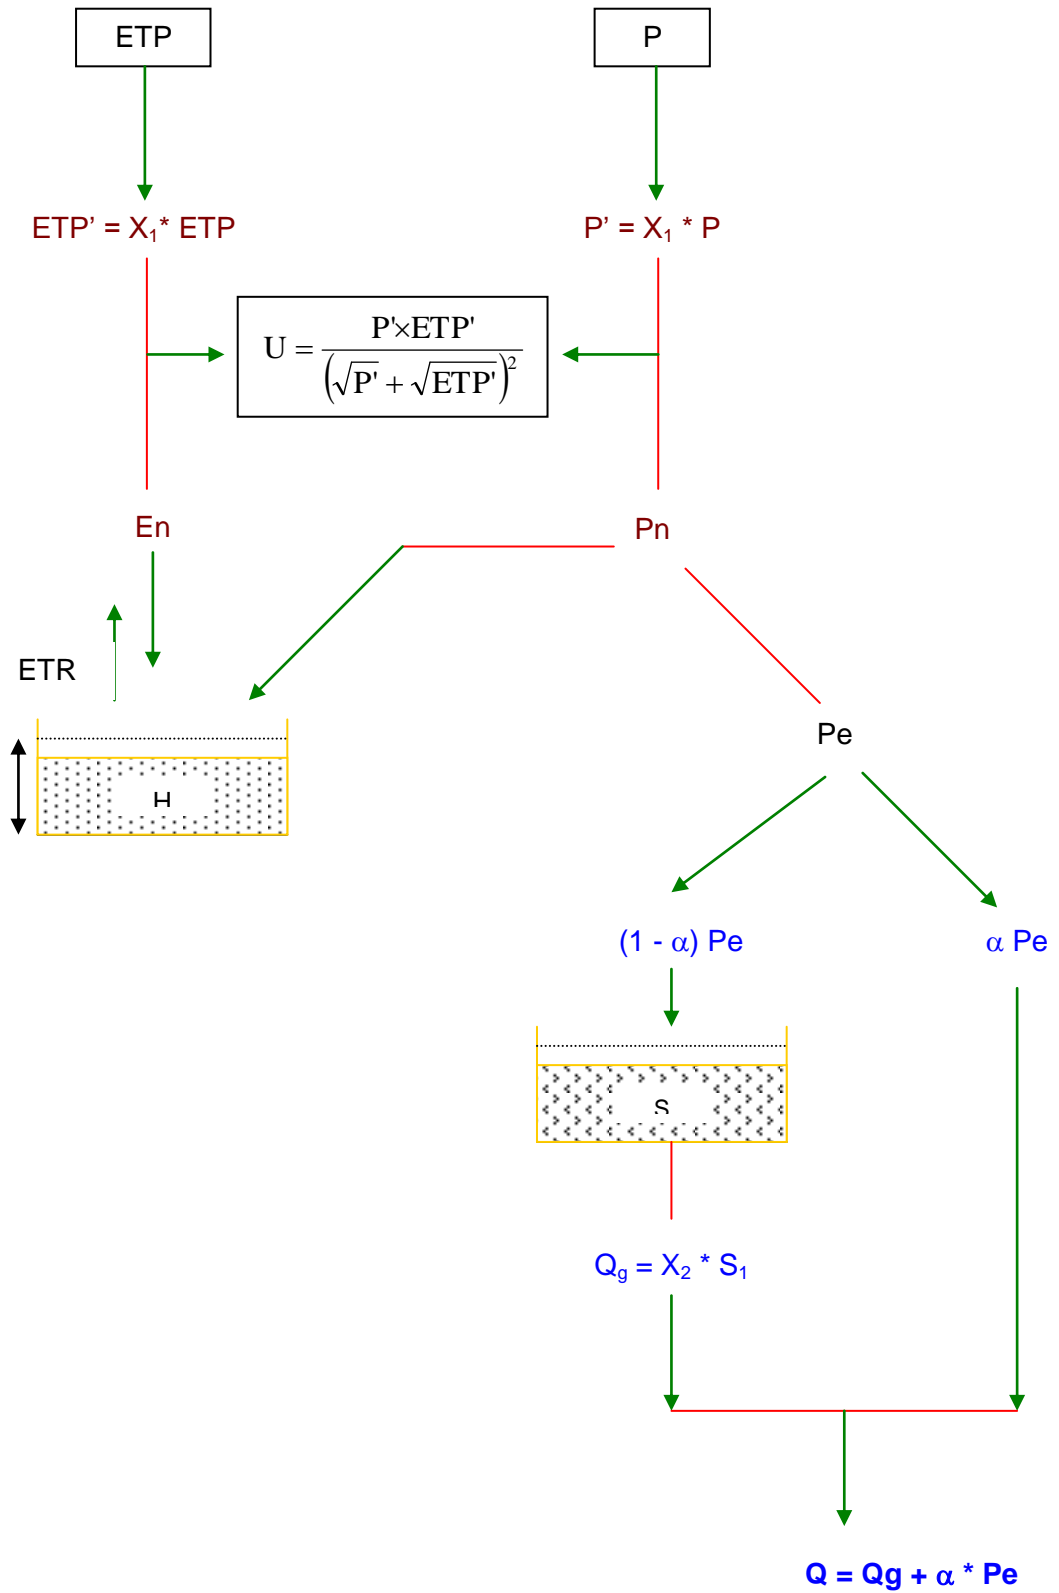 ETP
P
ETP’ = X₁* ETP
P’ = X₁ * P
U = P'×ETP' / (√P' + √ETP')²
En
Pn
ETR
H
Pe
(1 - α) Pe
α Pe
S
Qg = X₂ * S₁
Q = Qg + α * Pe